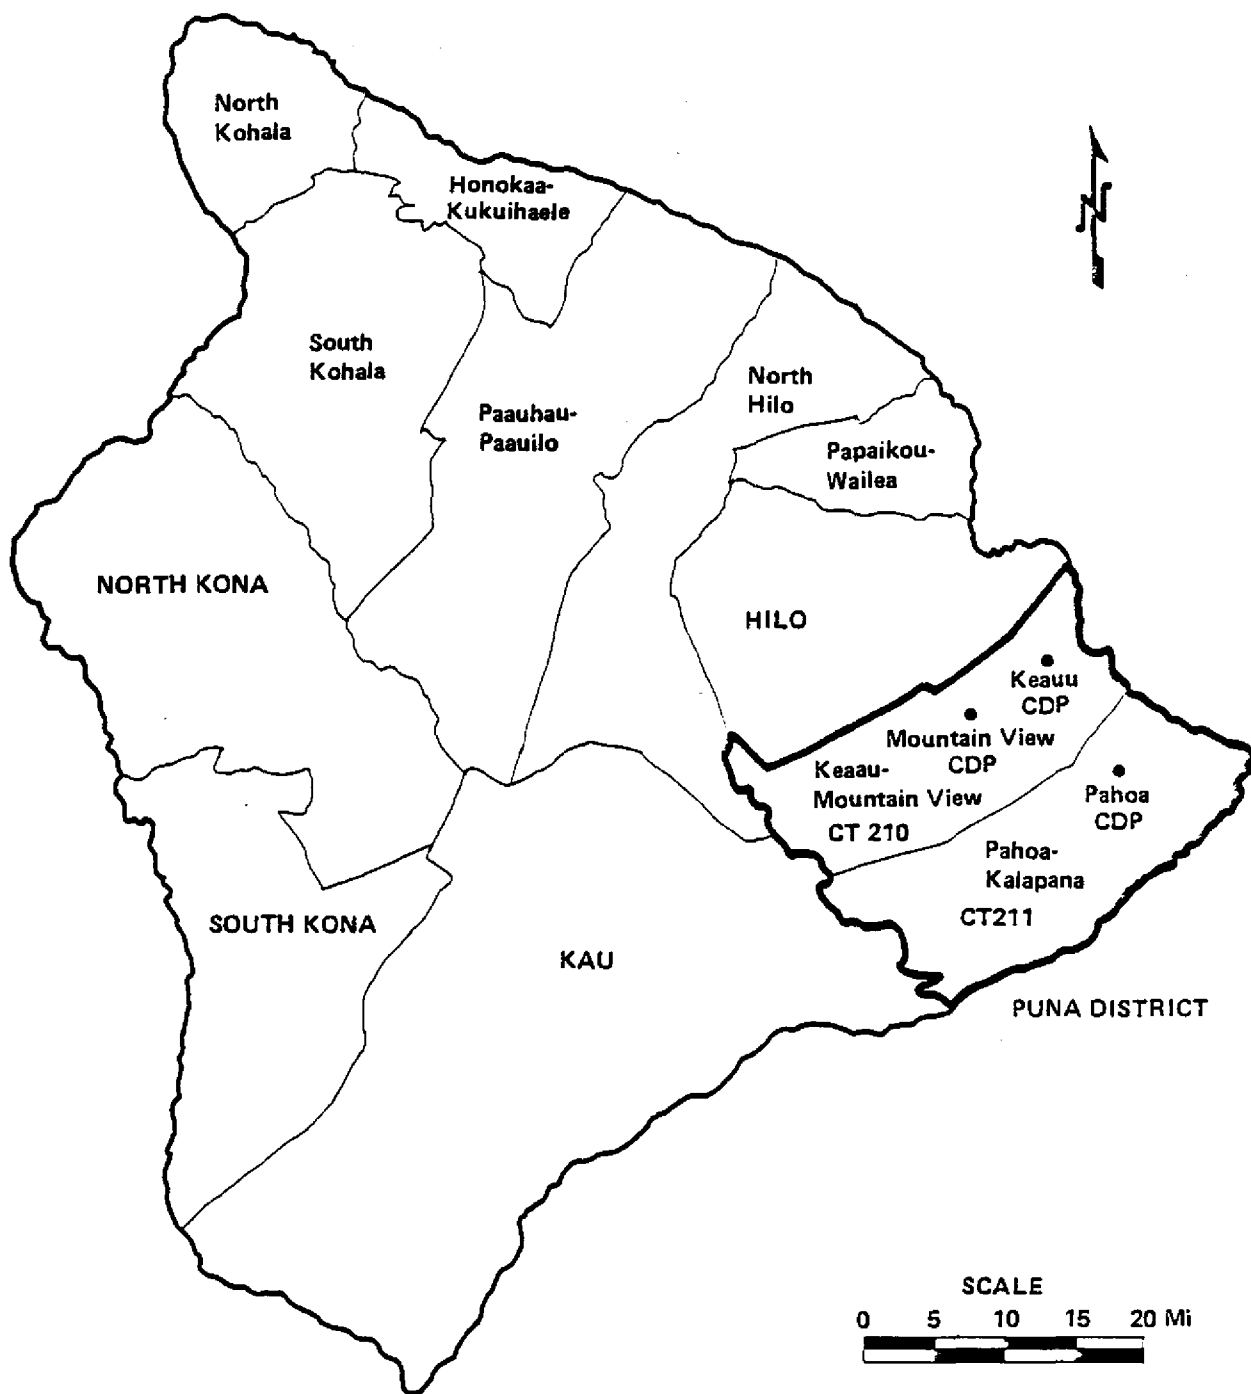 North
Kohala
Honokaa-
Kukuihaele
South
Kohala
North
Hilo
Paauhau-
Paauilo
Papaikou-
Wailea
NORTH KONA
HILO
Keauu
CDP
Mountain View
CDP
Keaau-
Mountain View
CT 210
Pahoa
CDP
Pahoa-
Kalapana
CT211
SOUTH KONA
KAU
PUNA DISTRICT
SCALE
0 5 10 15 20 Mi